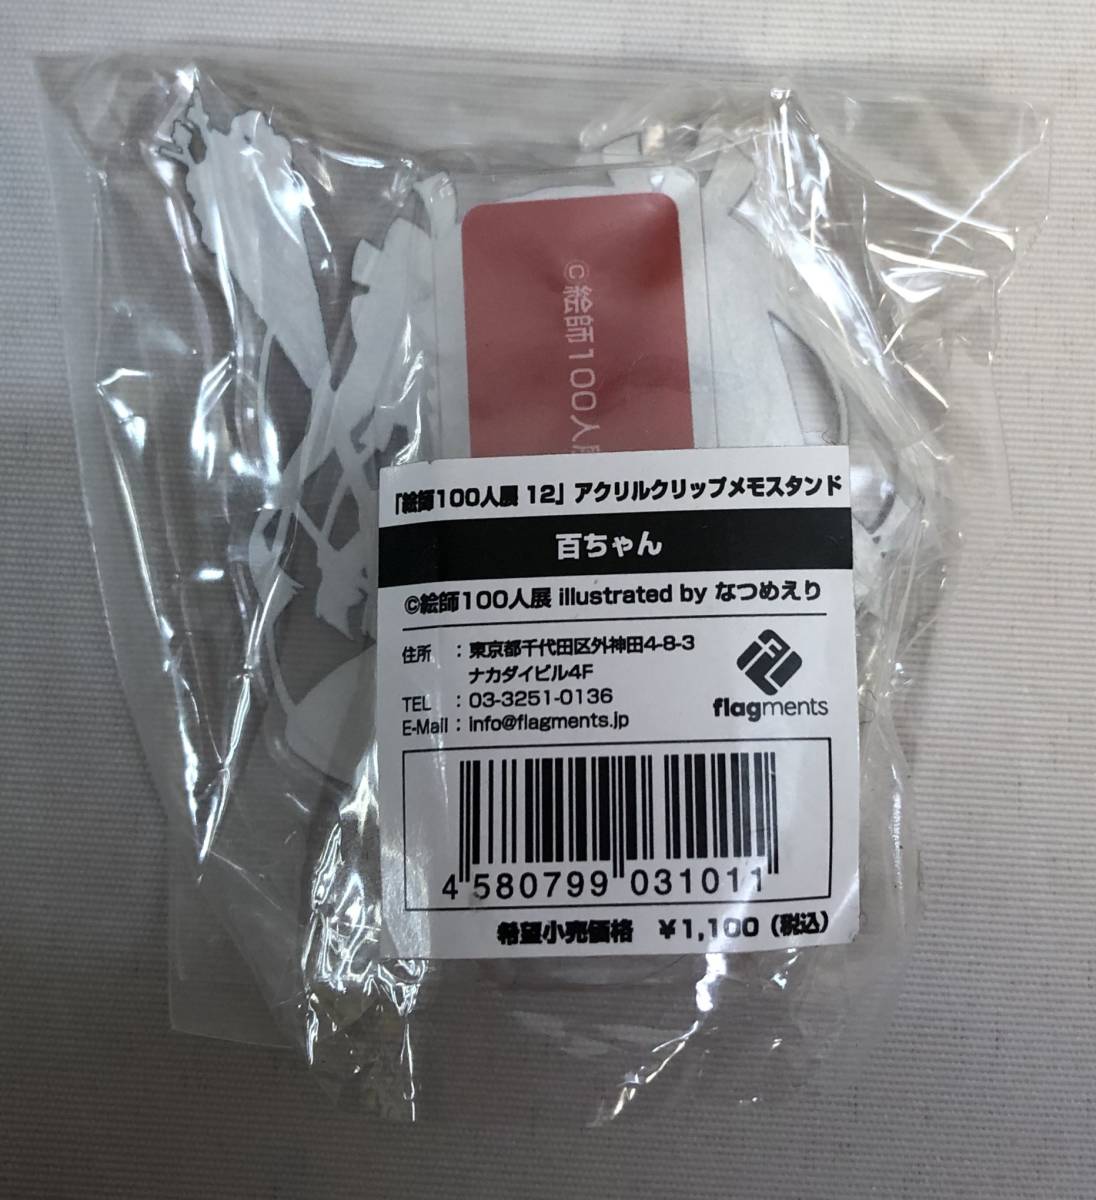 ©絵師100人展
「絵師100人展 12」アクリルクリップメモスタンド
百ちゃん
©絵師100人展 illustrated by なつめえり
住所 : 東京都千代田区外神田4-8-3
ナカダイビル4F
TEL : 03-3251-0136
E-Mail : info@flagments.jp
flagments
4 580799 031011
希望小売価格 ¥1,100（税込）